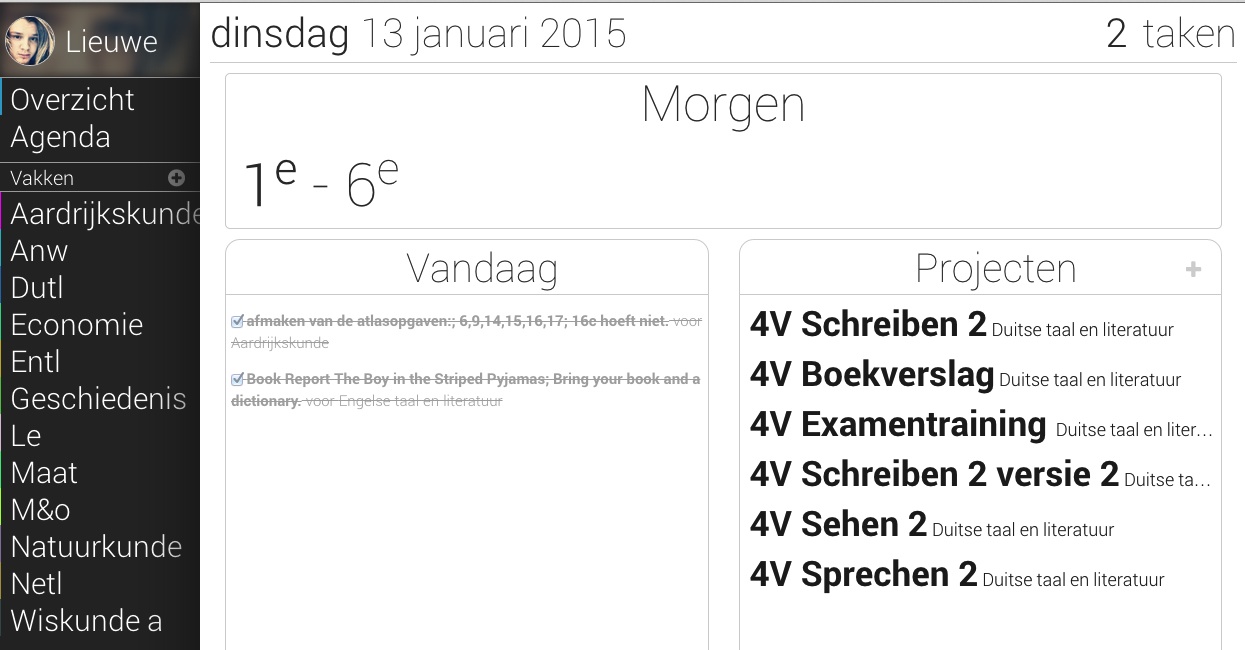 Lieuwe
Overzicht
Agenda
Vakken
Aardrijkskunde
Anw
Dutl
Economie
Entl
Geschiedenis
Le
Maat
M&o
Natuurkunde
Netl
Wiskunde a
dinsdag 13 januari 2015
2 taken
Morgen
1e - 6e
Vandaag
afmaken van de atlasopgaven:; 6,9,14,15,16,17; 16c hoeft niet. voor
Aardrijkskunde
Book Report The Boy in the Striped Pyjamas; Bring your book and a
dictionary. voor Engelse taal en literatuur
Projecten
4V Schreiben 2 Duitse taal en literatuur
4V Boekverslag Duitse taal en literatuur
4V Examentraining Duitse taal en liter...
4V Schreiben 2 versie 2 Duitse ta...
4V Sehen 2 Duitse taal en literatuur
4V Sprechen 2 Duitse taal en literatuur